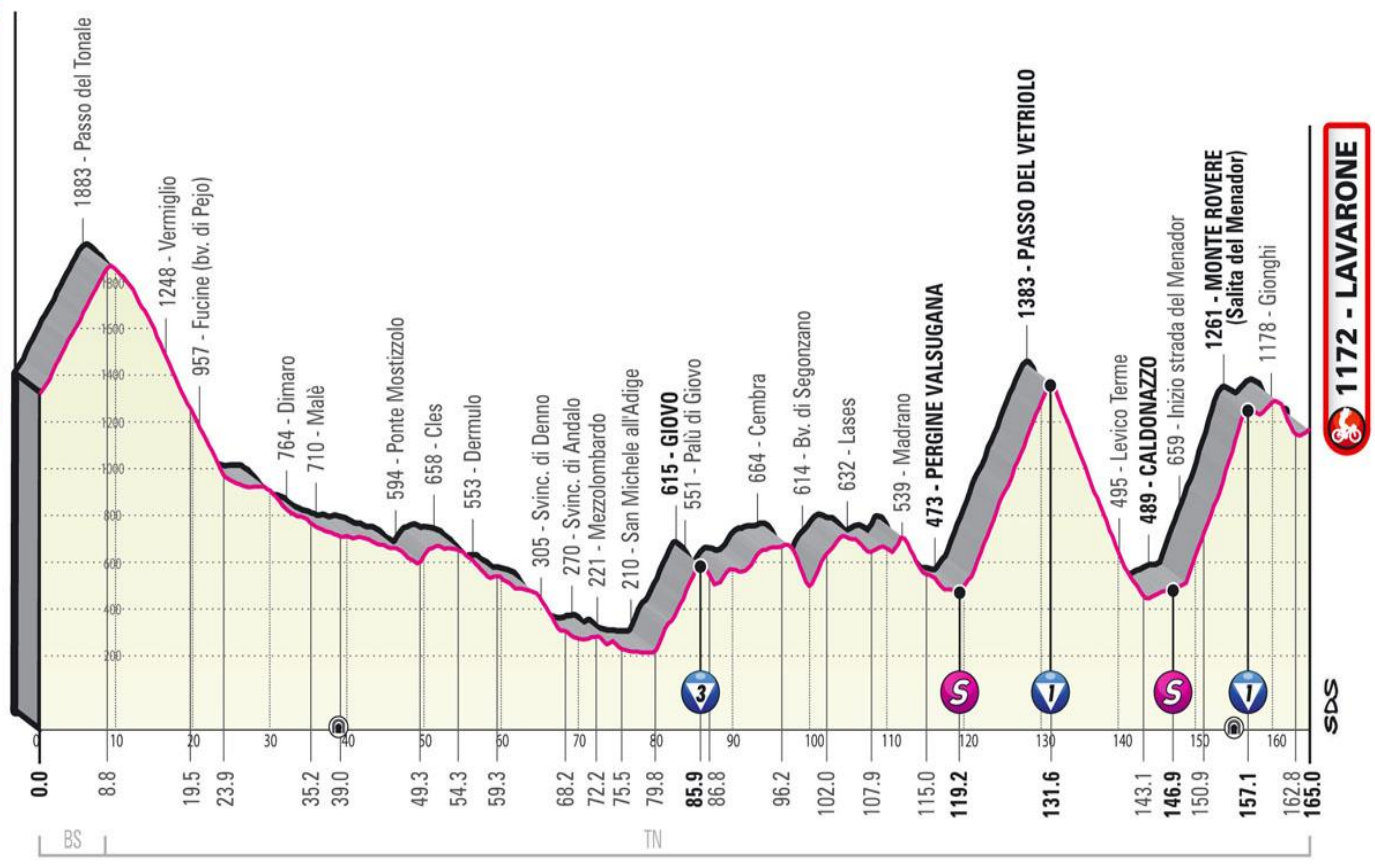 1883 - Passo del Tonale
1248 - Vermiglio
957 - Fucine (bv. di Pejo)
764 - Dimaro
710 - Malè
594 - Ponte Mostizzolo
658 - Cles
553 - Dermulo
305 - Svinc. di Denno
270 - Svinc. di Andalo
221 - Mezzolombardo
210 - San Michele all'Adige
615 - GIOVO
551 - Palù di Giovo
664 - Cembra
614 - Bv. di Segonzano
632 - Lases
539 - Madrano
473 - PERGINE VALSUGANA
1383 - PASSO DEL VETRIOLO
495 - Levico Terme
489 - CALDONAZZO
659 - Inizio strada del Menador
1261 - MONTE ROVERE
(Salita del Menador)
1178 - Gionghi
1172 - LAVARONE
1800
1600
1400
1200
1000
800
600
400
200
3
S
1
S
1
SDS
0 10 20 30 40 50 60 70 80 90 100 110 120 130 140 150 160
0.0 8.8 19.5 23.9 35.2 39.0 49.3 54.3 59.3 68.2 72.2 75.5 79.8 85.9 86.8 96.2 102.0 107.9 115.0 119.2 131.6 143.1 146.9 150.9 157.1 162.8 165.0
BS TN